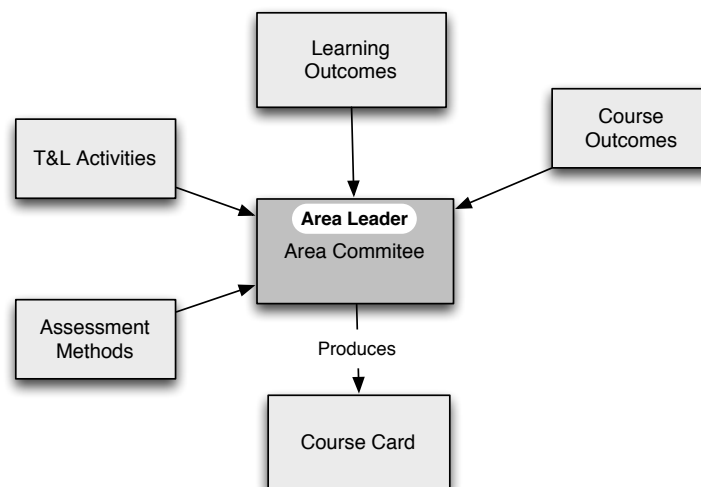 Learning
Outcomes
Course
Outcomes
T&L Activities
Area Leader
Area Commitee
Assessment
Methods
Produces
Course Card